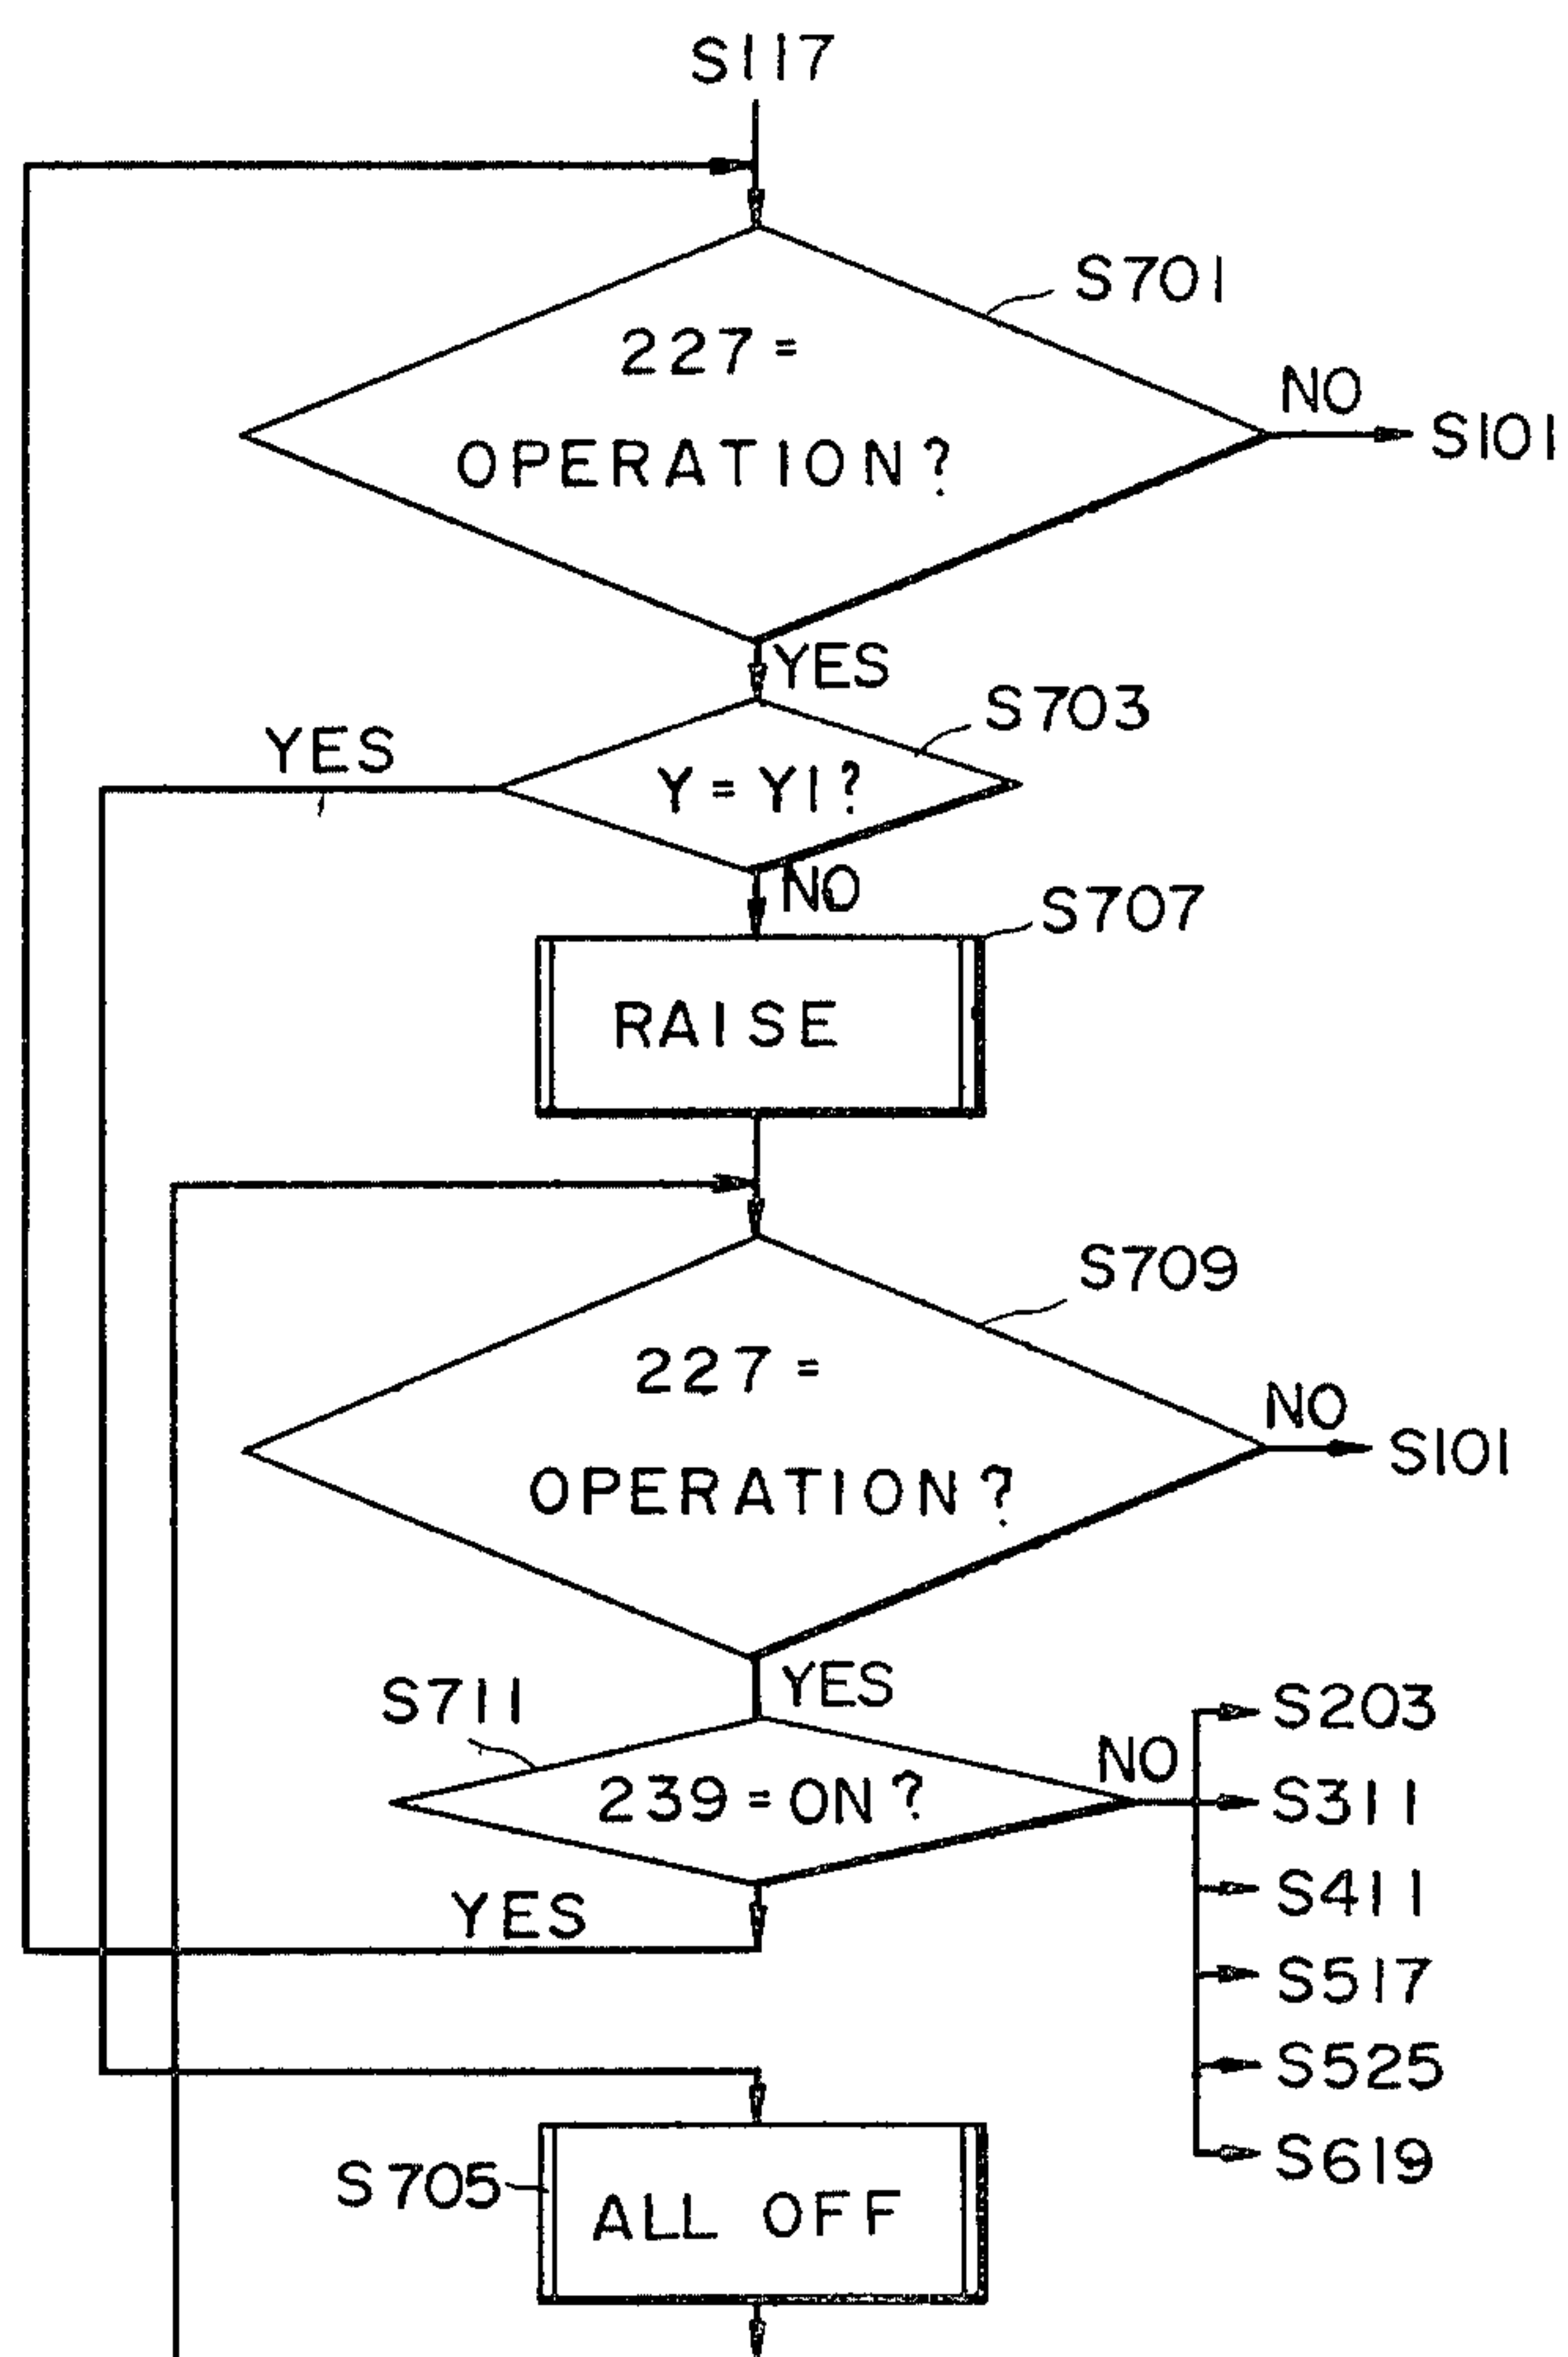 S117
S701
227 =
OPERATION?
NO
S101
YES
S703
YES
Y = Y1?
NO
S707
RAISE
S709
227 =
OPERATION?
NO
S101
YES
S711
239 = ON?
NO
S203
S311
S411
S517
S525
S619
YES
S705
ALL OFF